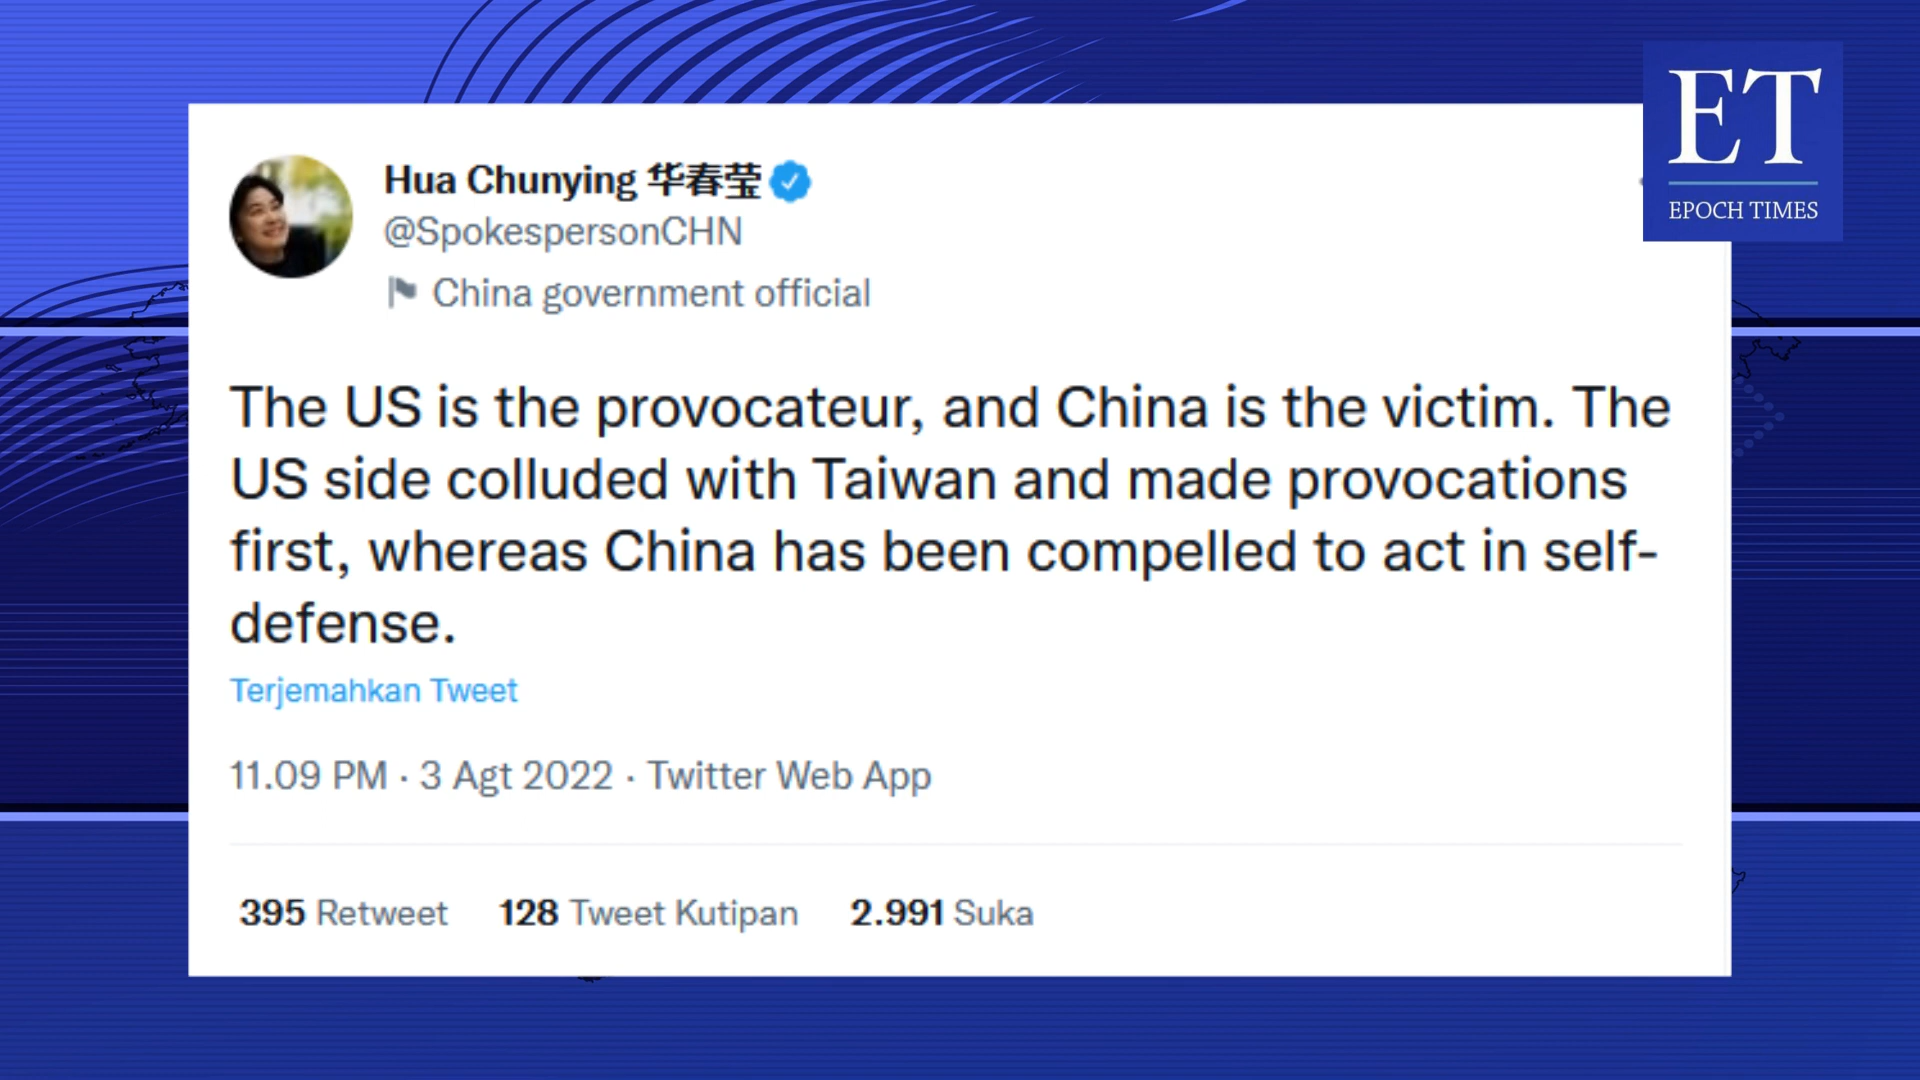 ET
EPOCH TIMES
Hua Chunying 华春莹
@SpokespersonCHN
China government official
The US is the provocateur, and China is the victim. The
US side colluded with Taiwan and made provocations
first, whereas China has been compelled to act in self-
defense.
Terjemahkan Tweet
11.09 PM · 3 Agt 2022 · Twitter Web App
395 Retweet 128 Tweet Kutipan 2.991 Suka